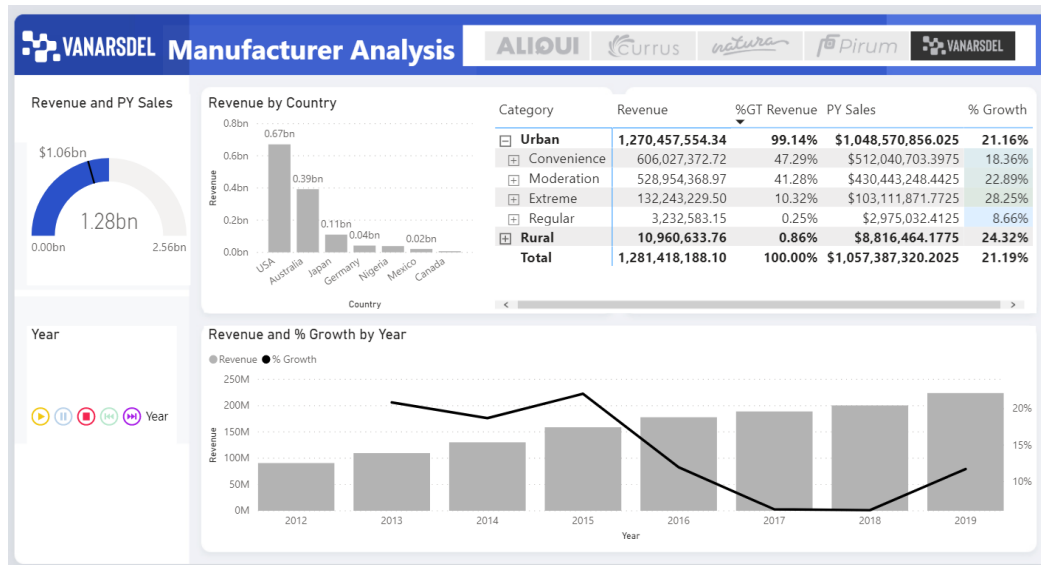 VANARSDEL Manufacturer Analysis
ALIQUI Currus natura Pirum VANARSDEL
Revenue and PY Sales
$1.06bn
1.28bn
0.00bn 2.56bn
Year
Year
Revenue by Country
Revenue
0.8bn
0.6bn
0.4bn
0.2bn
0.0bn
0.67bn
0.39bn
0.11bn
0.04bn
0.02bn
USA Australia Japan Germany Nigeria Mexico Canada
Country
Category Revenue %GT Revenue PY Sales % Growth
Urban 1,270,457,554.34 99.14% $1,048,570,856.025 21.16%
Convenience 606,027,372.72 47.29% $512,040,703.3975 18.36%
Moderation 528,954,368.97 41.28% $430,443,248.4425 22.89%
Extreme 132,243,229.50 10.32% $103,111,871.7725 28.25%
Regular 3,232,583.15 0.25% $2,975,032.4125 8.66%
Rural 10,960,633.76 0.86% $8,816,464.1775 24.32%
Total 1,281,418,188.10 100.00% $1,057,387,320.2025 21.19%
Revenue and % Growth by Year
Revenue % Growth
Revenue
250M
200M
150M
100M
50M
0M
20%
15%
10%
2012 2013 2014 2015 2016 2017 2018 2019
Year